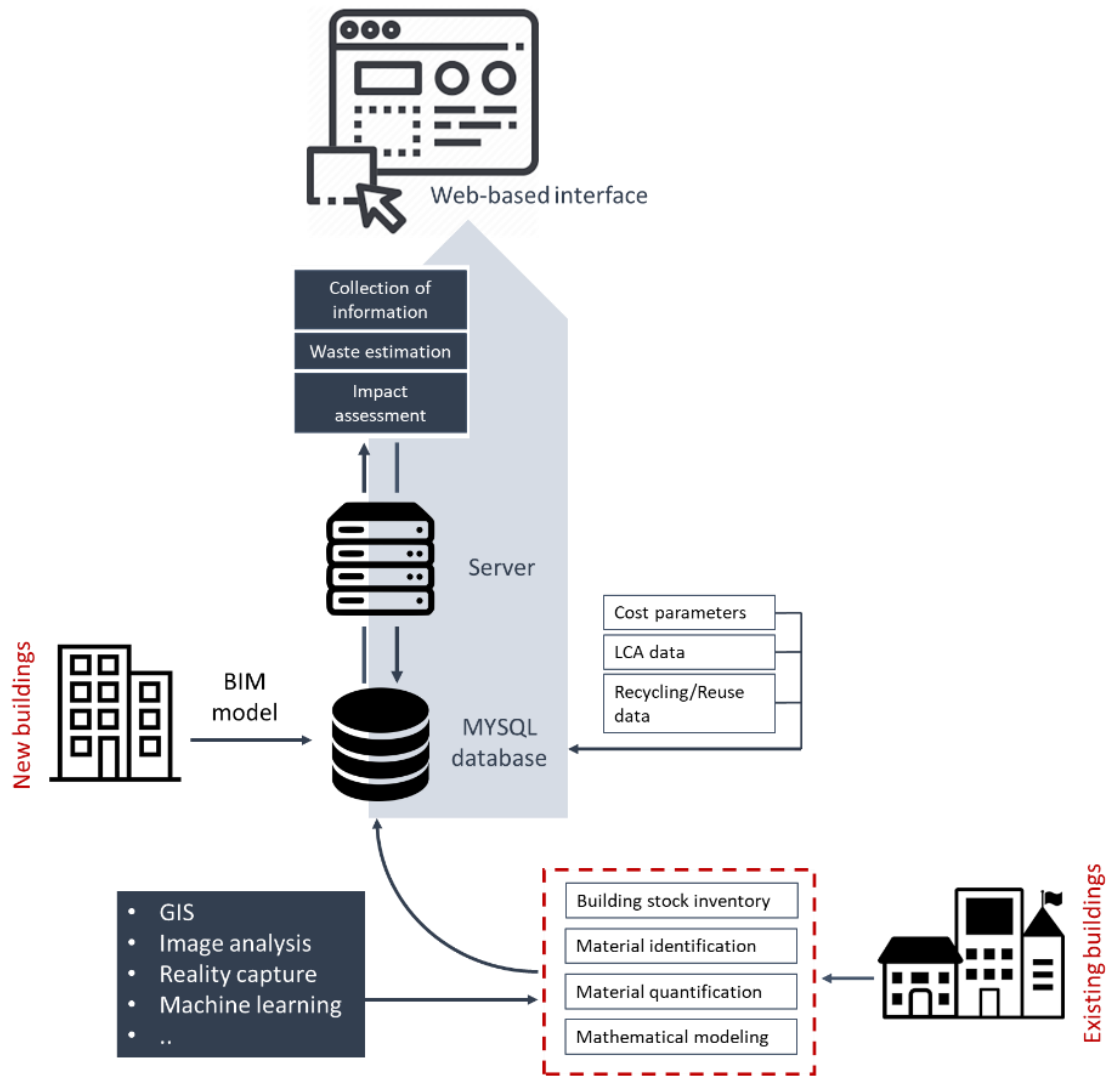 Web-based interface
Collection of
information
Waste estimation
Impact
assessment
Server
Cost parameters
LCA data
Recycling/Reuse
data
New buildings
BIM
model
MYSQL
database
• GIS
• Image analysis
• Reality capture
• Machine learning
• ..
Building stock inventory
Material identification
Material quantification
Mathematical modeling
Existing buildings